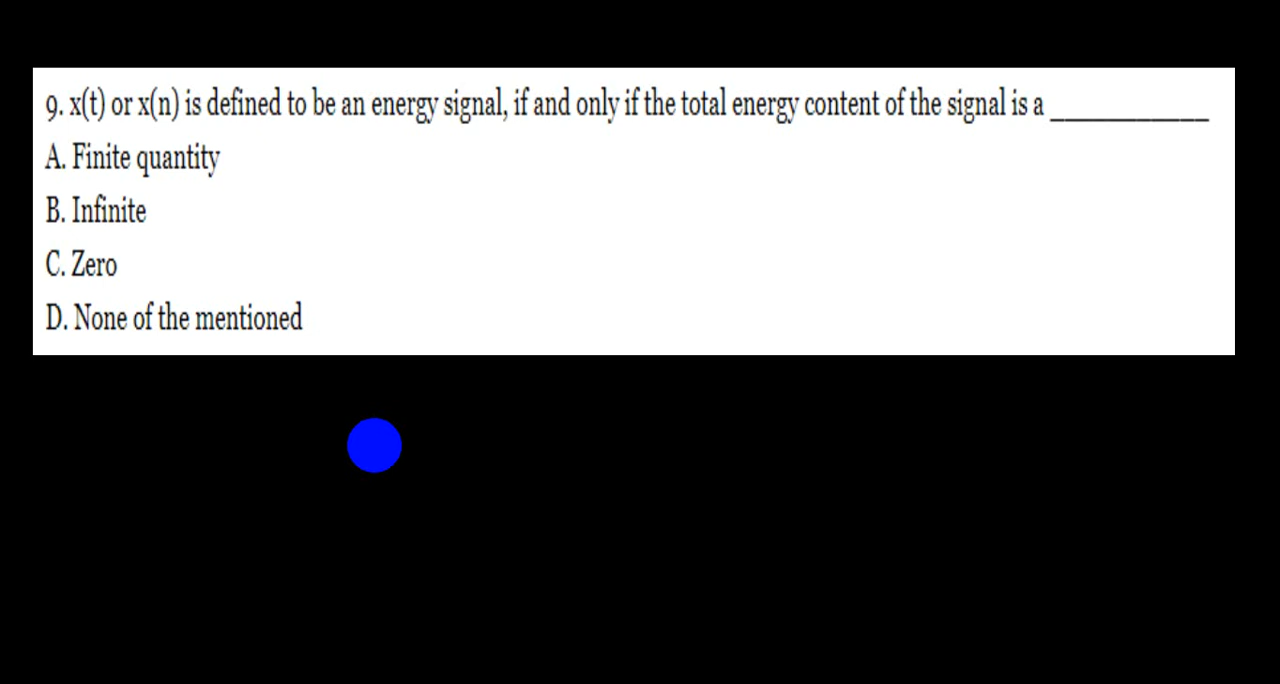 9. x(t) or x(n) is defined to be an energy signal, if and only if the total energy content of the signal is a ___________
A. Finite quantity
B. Infinite
C. Zero
D. None of the mentioned